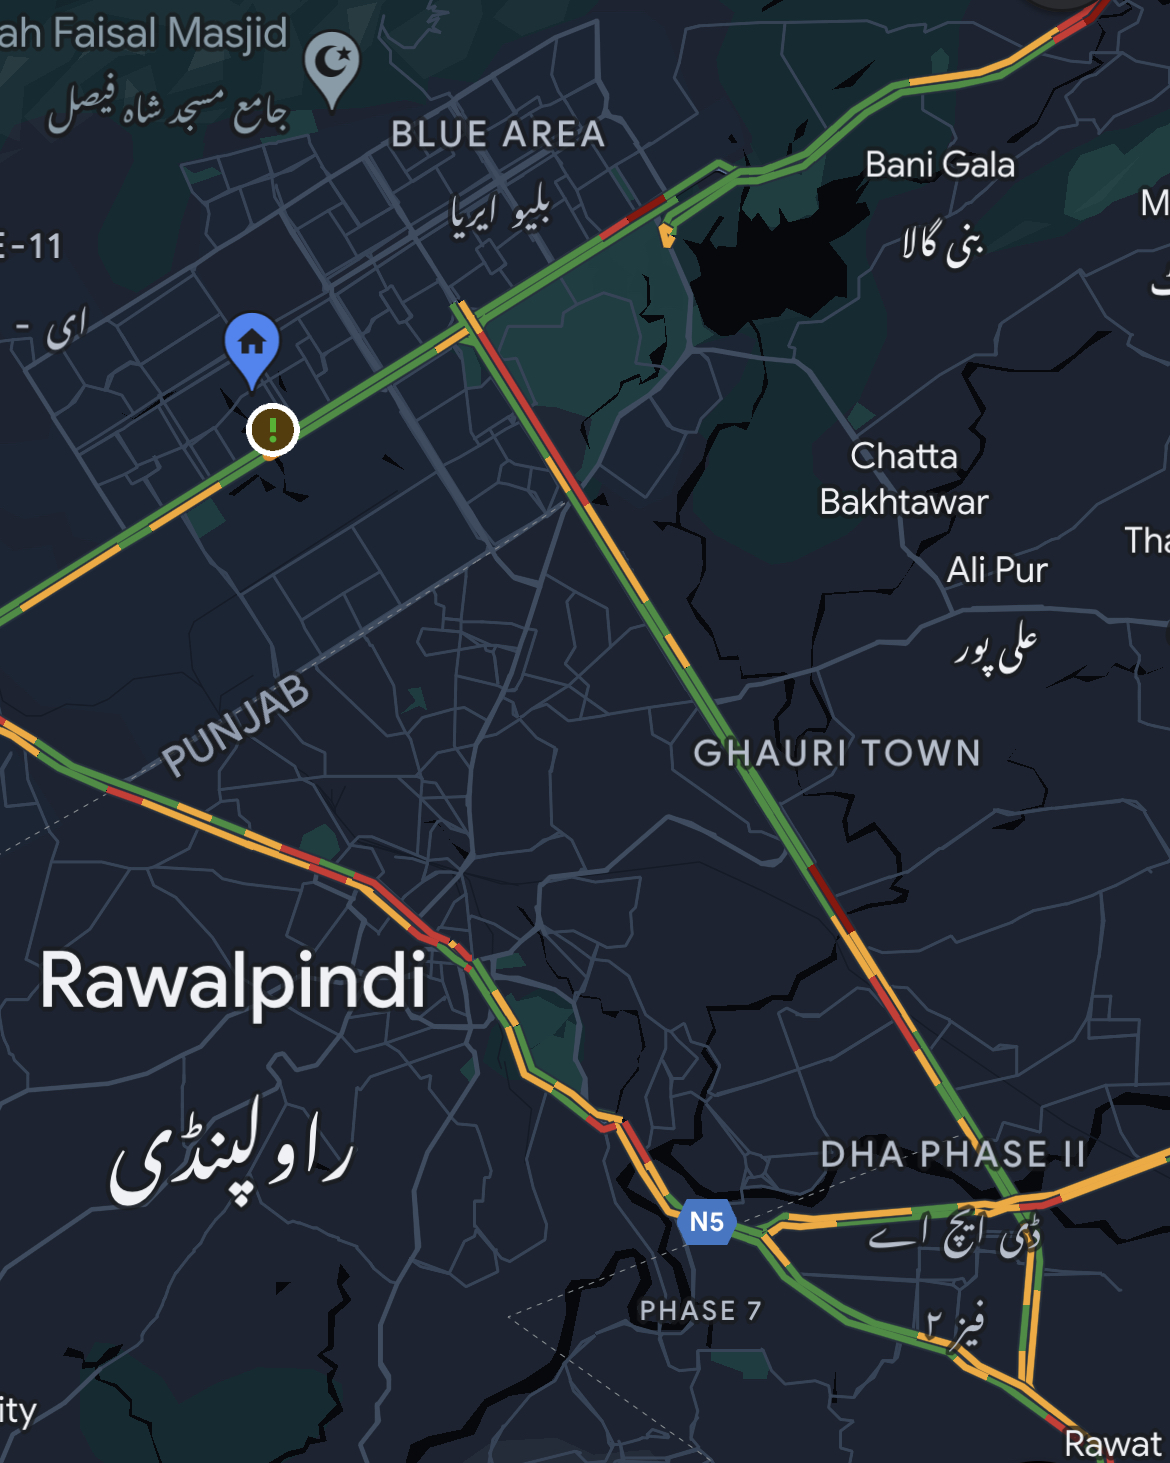 ah Faisal Masjid
جامع مسجد شاہ فیصل
BLUE AREA
بلیو ایریا
Bani Gala
بنی گالا
M
E-11
ای -
Chatta
Bakhtawar
Tha
Ali Pur
علی پور
PUNJAB
GHAURI TOWN
Rawalpindi
راولپنڈی
DHA PHASE II
ڈی ایچ اے
فیز ۲
N5
PHASE 7
ity
Rawat